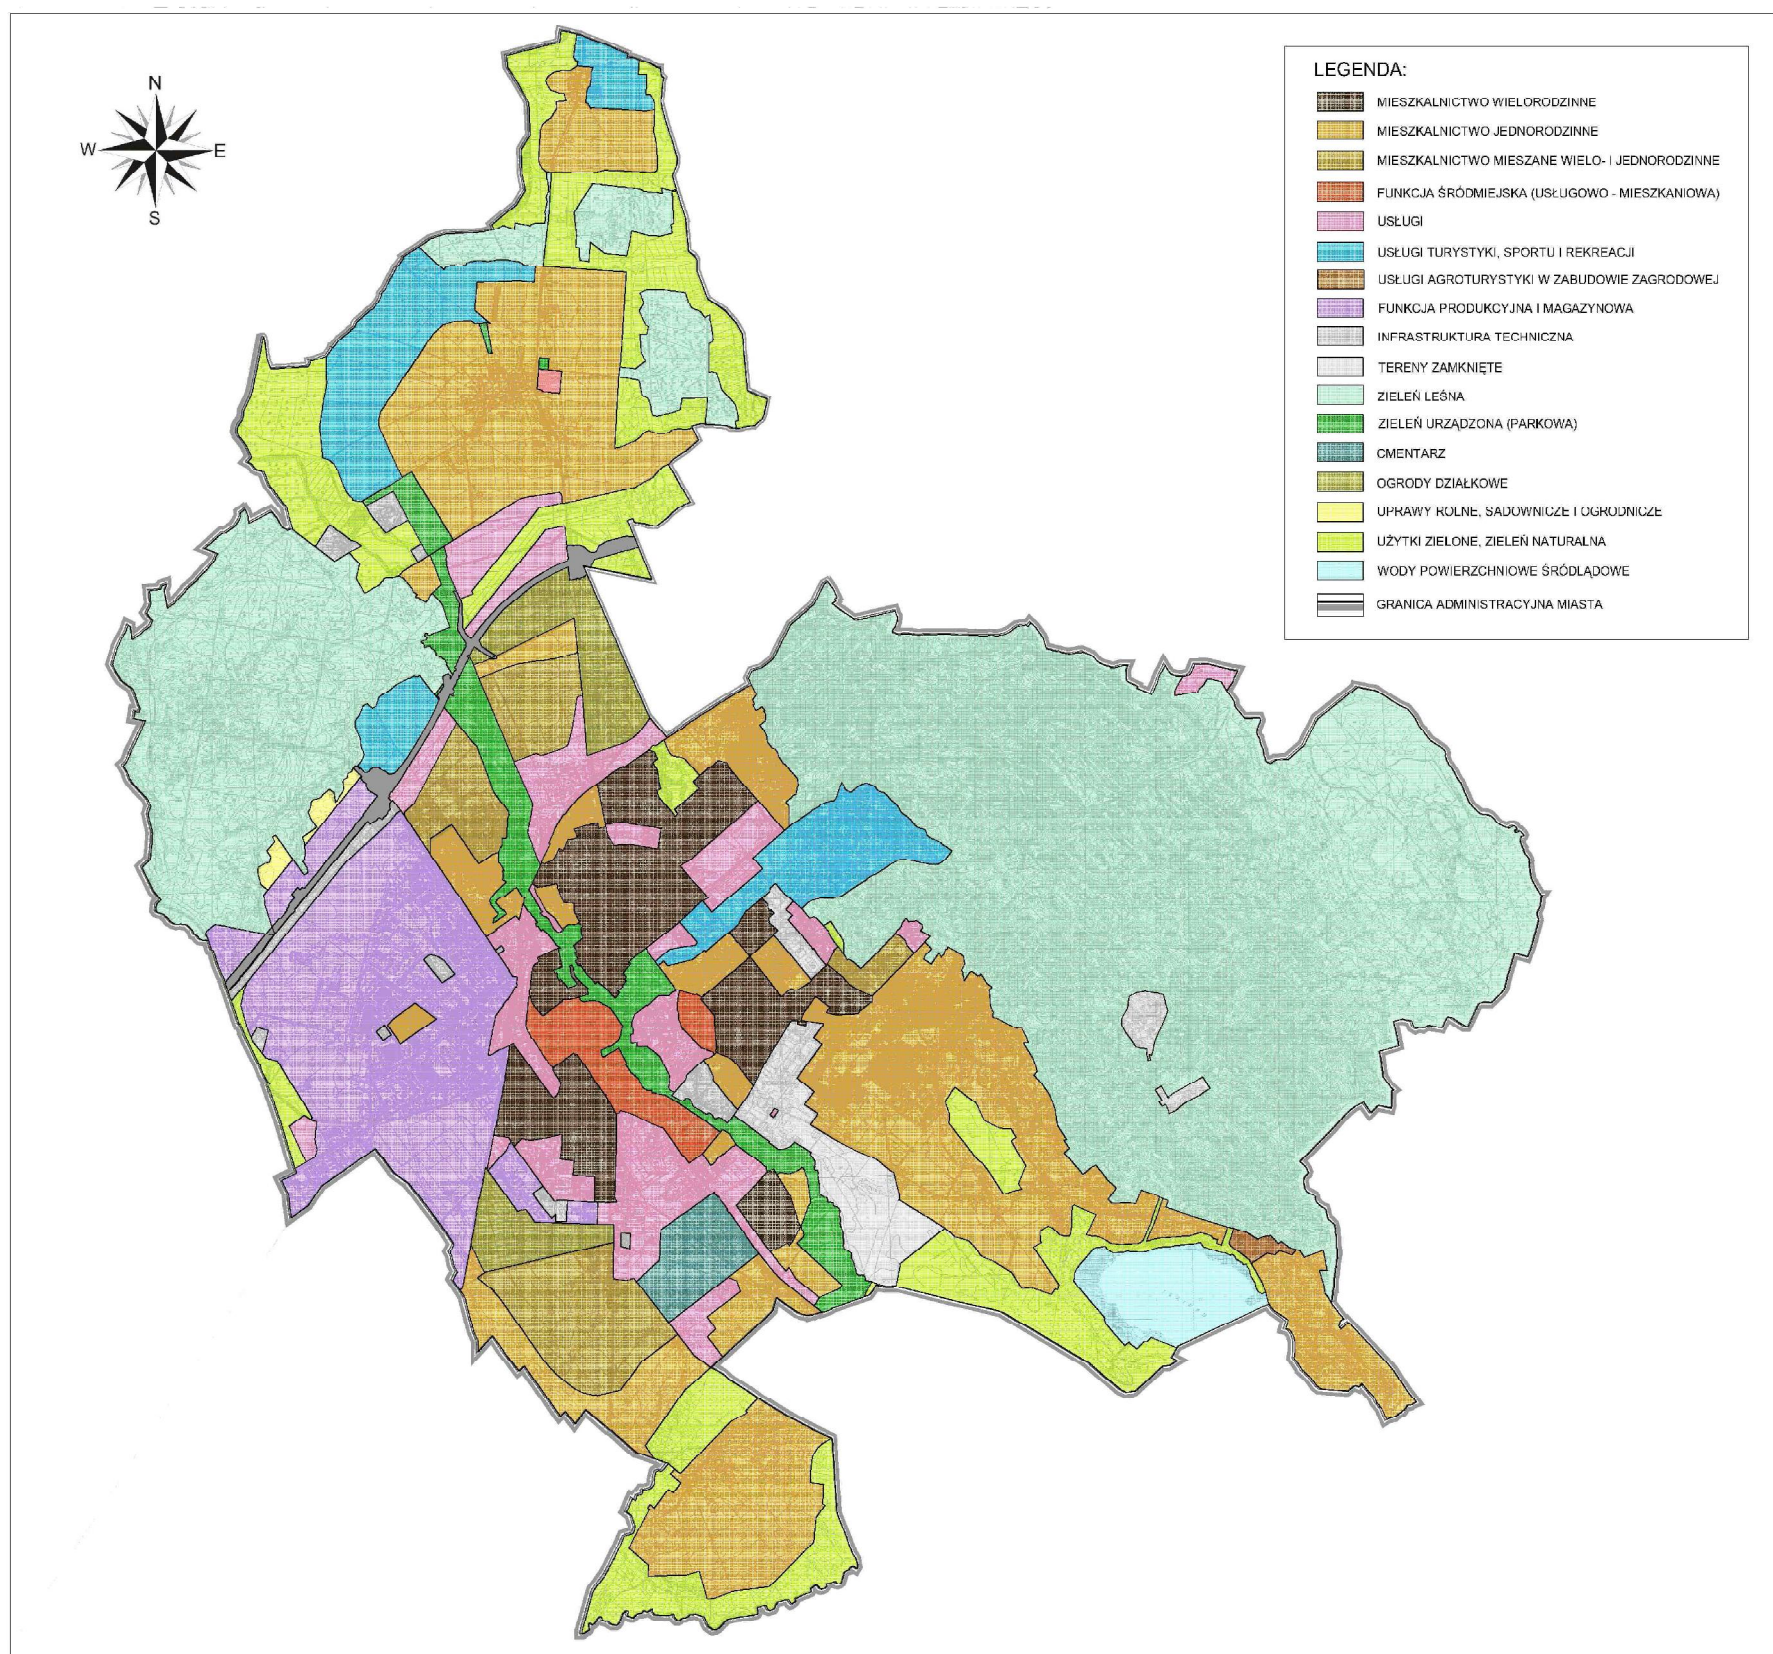 N
W E
S
LEGENDA:
MIESZKALNICTWO WIELORODZINNE
MIESZKALNICTWO JEDNORODZINNE
MIESZKALNICTWO MIESZANE WIELO- I JEDNORODZINNE
FUNKCJA ŚRÓDMIEJSKA (USŁUGOWO - MIESZKANIOWA)
USŁUGI
USŁUGI TURYSTYKI, SPORTU I REKREACJI
USŁUGI AGROTURYSTYKI W ZABUDOWIE ZAGRODOWEJ
FUNKCJA PRODUKCYJNA I MAGAZYNOWA
INFRASTRUKTURA TECHNICZNA
TERENY ZAMKNIĘTE
ZIELEŃ LEŚNA
ZIELEŃ URZĄDZONA (PARKOWA)
CMENTARZ
OGRODY DZIAŁKOWE
UPRAWY ROLNE, SADOWNICZE I OGRODNICZE
UŻYTKI ZIELONE, ZIELEŃ NATURALNA
WODY POWIERZCHNIOWE ŚRÓDLĄDOWE
GRANICA ADMINISTRACYJNA MIASTA